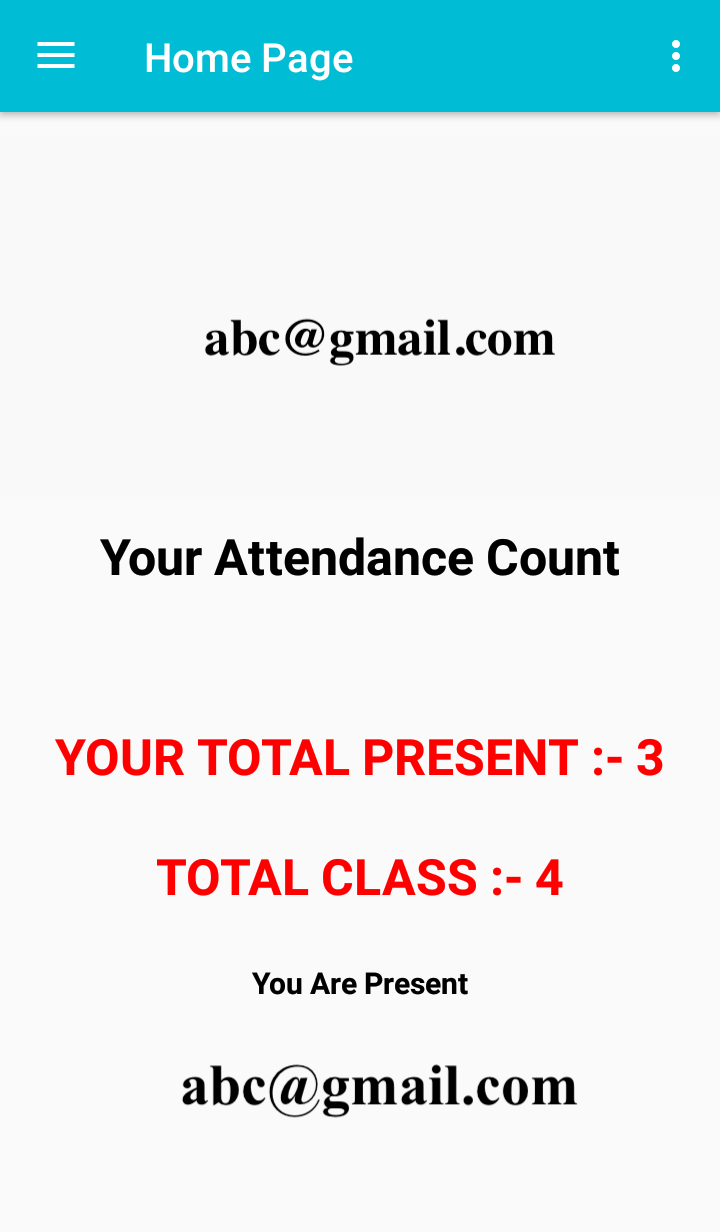 Home Page
abc@gmail.com
Your Attendance Count
YOUR TOTAL PRESENT :- 3
TOTAL CLASS :- 4
You Are Present
abc@gmail.com